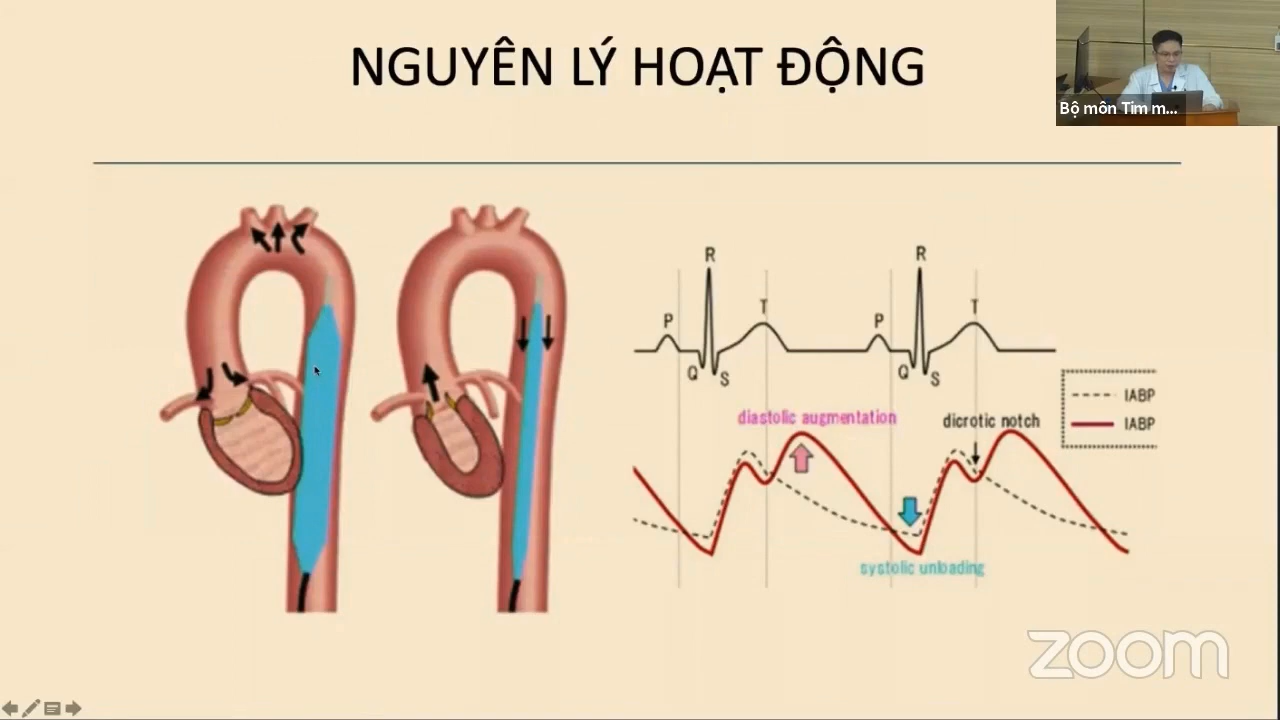 NGUYÊN LÝ HOẠT ĐỘNG
Bộ môn Tim m...
R
R
P
T
P
T
Q
S
Q
S
IABP
IABP
diastolic augmentation
dicrotic notch
systolic unloading
zoom